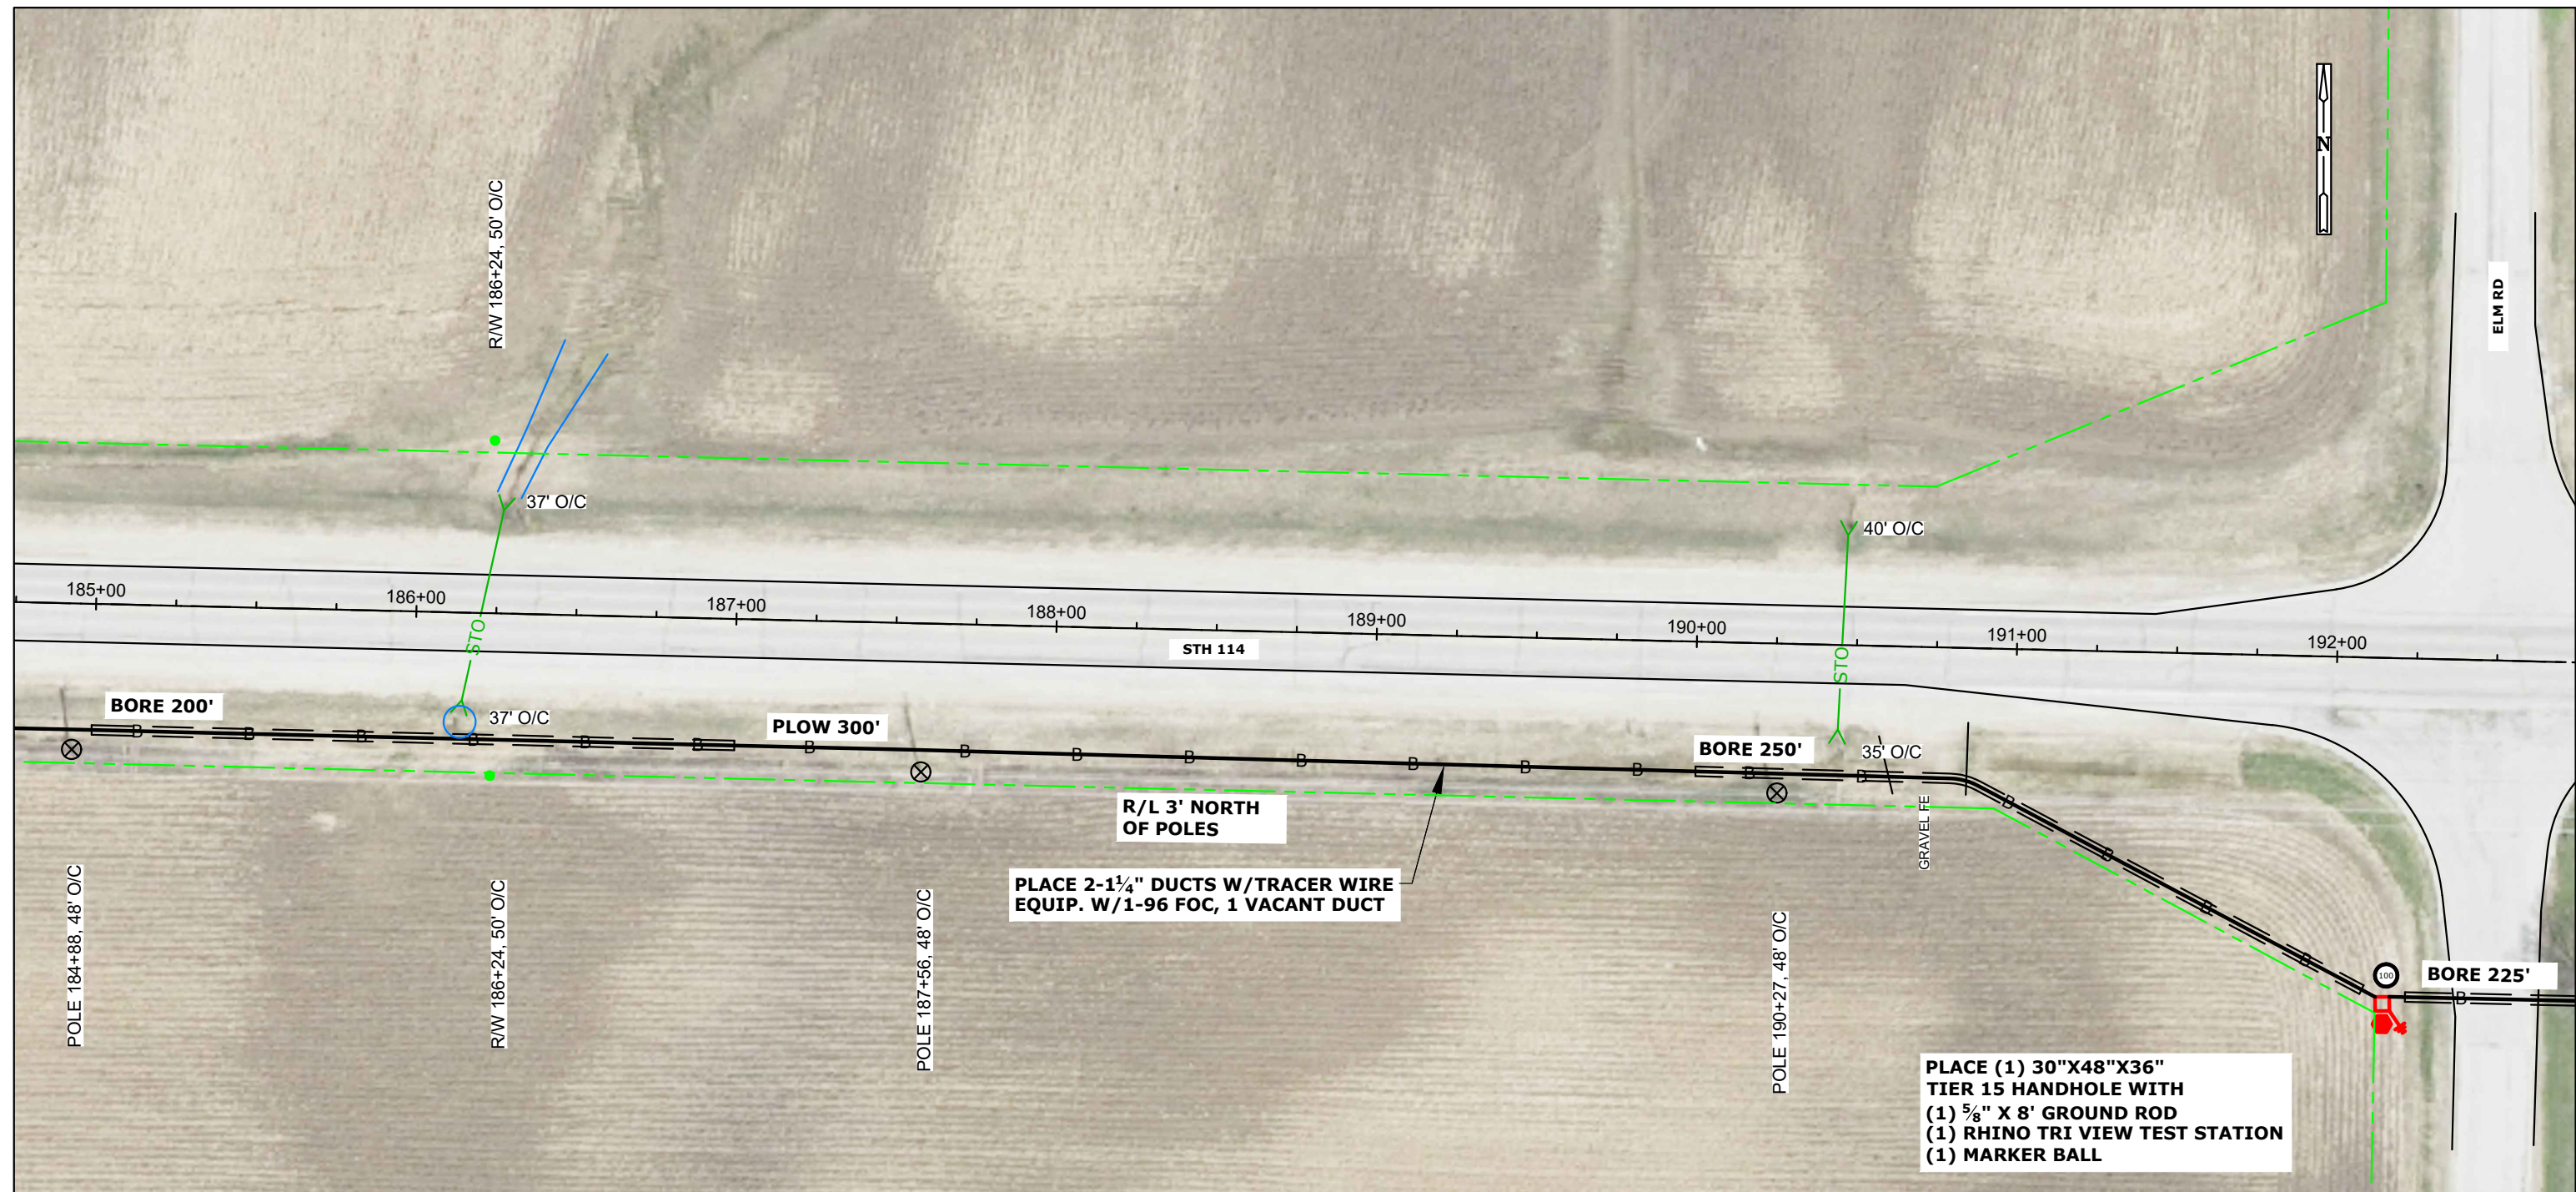 R/W 186+24, 50' O/C
N
ELM RD
37' O/C
40' O/C
185+00
186+00
187+00
188+00
189+00
190+00
191+00
192+00
STO
STH 114
STO
BORE 200'
37' O/C
PLOW 300'
BORE 250'
35' O/C
B B B B B B B B B B B B B B B B B B B B B
R/L 3' NORTH
OF POLES
GRAVEL FE
PLACE 2-1¼" DUCTS W/TRACER WIRE
EQUIP. W/1-96 FOC, 1 VACANT DUCT
POLE 184+88, 48' O/C
R/W 186+24, 50' O/C
POLE 187+56, 48' O/C
POLE 190+27, 48' O/C
100
BORE 225'
PLACE (1) 30"X48"X36"
TIER 15 HANDHOLE WITH
(1) ⅝" X 8' GROUND ROD
(1) RHINO TRI VIEW TEST STATION
(1) MARKER BALL